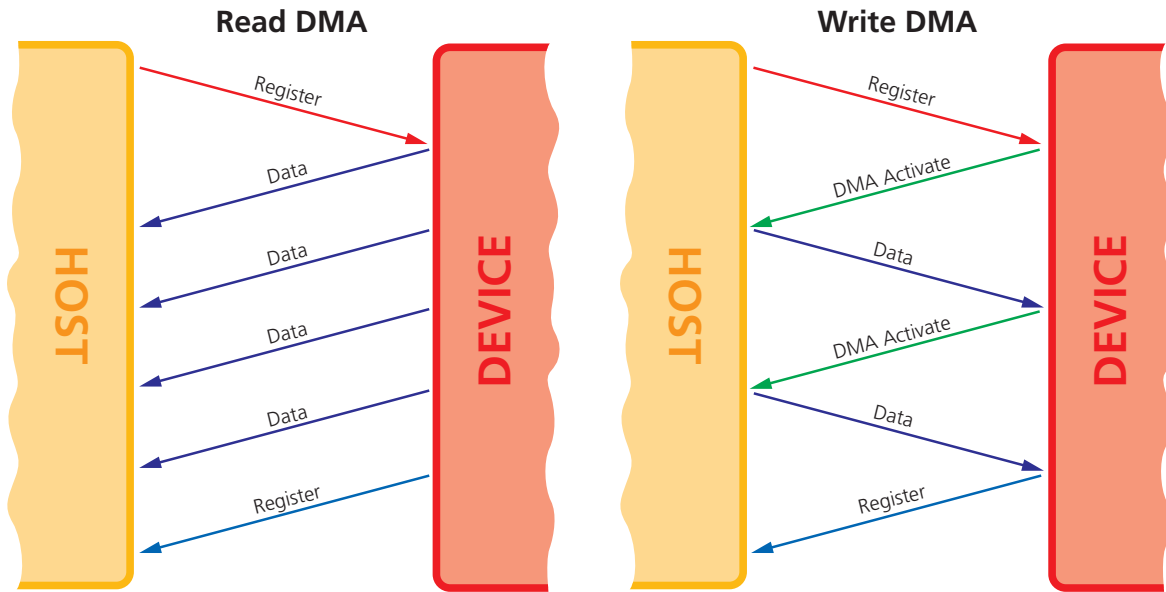 Read DMA
HOST
DEVICE
Register
Data
Data
Data
Data
Register
Write DMA
HOST
DEVICE
Register
DMA Activate
Data
DMA Activate
Data
Register